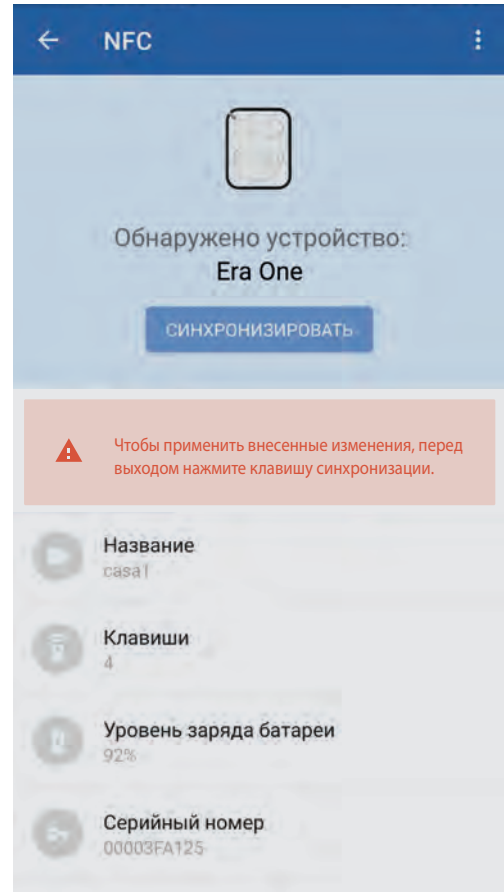 NFC
Обнаружено устройство:
Era One
СИНХРОНИЗИРОВАТЬ
Чтобы применить внесенные изменения, перед
выходом нажмите клавишу синхронизации.
Название
casa1
Клавиши
4
Уровень заряда батареи
92%
Серийный номер
00003FA125